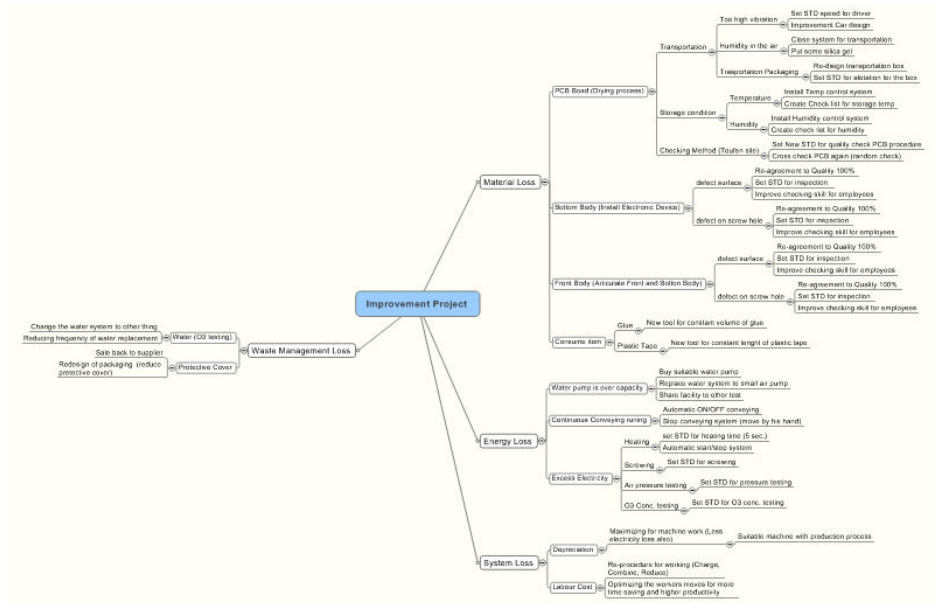 Improvement Project
Material Loss
PCB Boad (Drying process)
Transportation
Too high vibration
Set STD speed for driver
Improvement Car design
Humidity in the air
Close system for transportation
Put some silica gel
Trasportation Packaging
Re-disign transportation box
Set STD for alotation for the box
Storage condition
Temperature
Install Temp control system
Create Check list for storage temp
Humidity
Install Humidity control system
Create check list for humidity
Checking Method (Toufen site)
Set New STD for quality check PCB procedure
Cross check PCB again (random check)
Bottom Body (Install Electronic Device)
defect surface
Re-agreement to Quality 100%
Set STD for inspection
Improve checking skill for employees
defect on screw hole
Re-agreement to Quality 100%
Set STD for inspection
Improve checking skill for employees
Front Body (Articulate Front and Botton Body)
defect surface
Re-agreement to Quality 100%
Set STD for inspection
Improve checking skill for employees
defect on screw hole
Re-agreement to Quality 100%
Set STD for inspection
Improve checking skill for employees
Consume item
Glue
New tool for constant volume of glue
Plastic Tape
New tool for constant lenght of plastic tape
Energy Loss
Water pump is over capacity
Buy suitable water pump
Replace water system to small air pump
Share facility to other test
Continuous Conveying runing
Automatic ON/OFF conveying
Stop conveying system (move by his hand)
Excess Electricity
Heating
set STD for heating time (5 sec.)
Automatic start/stop system
Screwing
Set STD for screwing
Air pressure testing
Set STD for pressure testing
O3 Conc. testing
Set STD for O3 conc. testing
System Loss
Depreciation
Maximizing for machine work (Less
electricity loss also)
Suitable machine with production process
Labour Cost
Re-procedure for working (Charge,
Combine, Reduce)
Optimizing the workers moves for more
time saving and higher productivity
Waste Management Loss
Water (O3 testing)
Change the water system to other thing
Reducing frequency of water replacement
Protective Cover
Sale back to supplier
Redesign of packaging (reduce
protective cover)